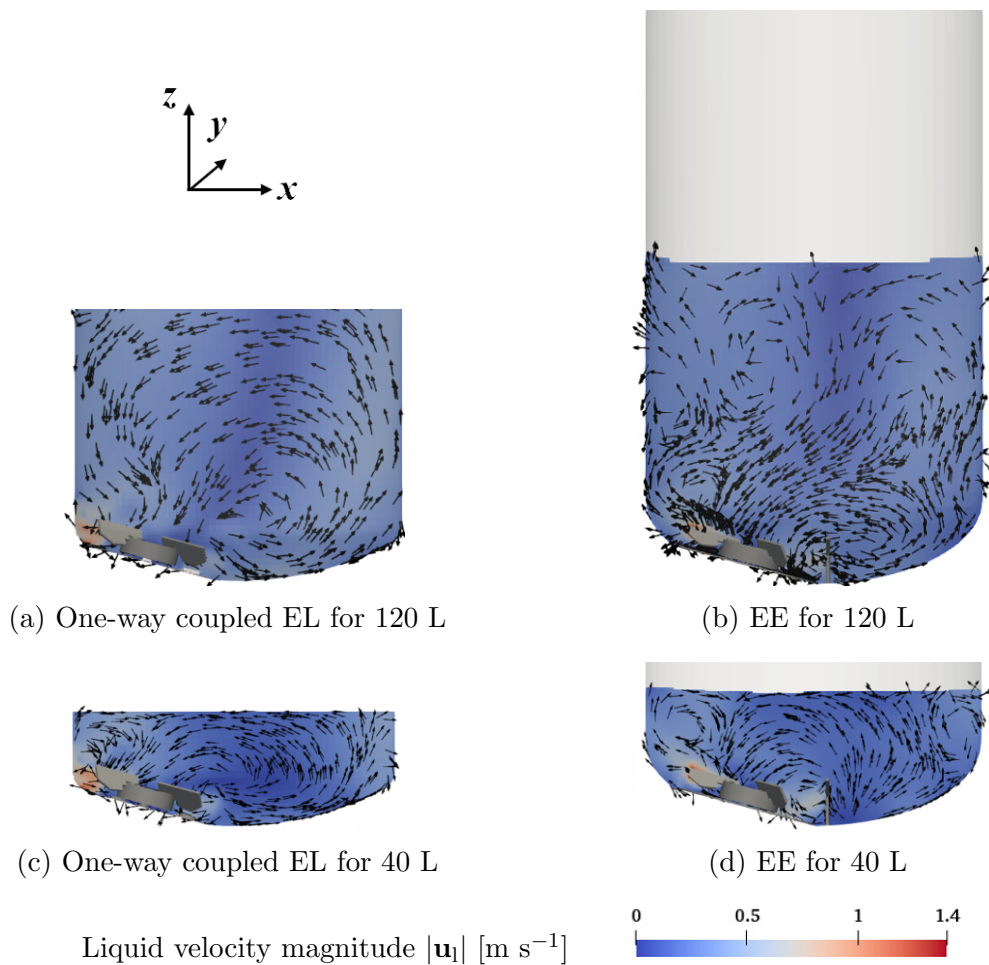 z
y
x
(a) One-way coupled EL for 120 L
(b) EE for 120 L
(c) One-way coupled EL for 40 L
(d) EE for 40 L
0 0.5 1 1.4
Liquid velocity magnitude |u_l| [m s⁻¹]